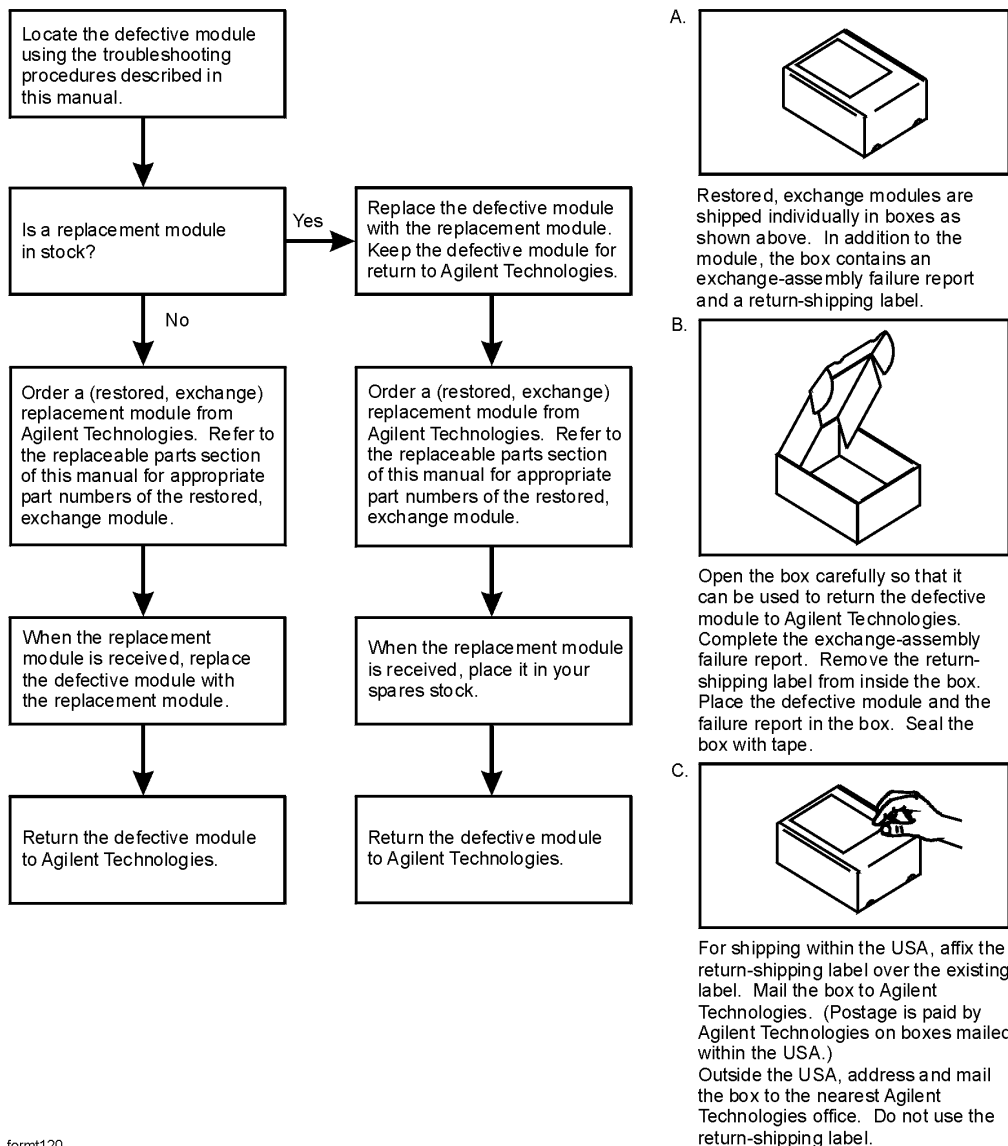 Locate the defective module
using the troubleshooting
procedures described in
this manual.
Is a replacement module
in stock?
Yes
No
Replace the defective module
with the replacement module.
Keep the defective module for
return to Agilent Technologies.
Order a (restored, exchange)
replacement module from
Agilent Technologies. Refer to
the replaceable parts section
of this manual for appropriate
part numbers of the restored,
exchange module.
Order a (restored, exchange)
replacement module from
Agilent Technologies. Refer to
the replaceable parts section
of this manual for appropriate
part numbers of the restored,
exchange module.
When the replacement
module is received, replace
the defective module with
the replacement module.
When the replacement module
is received, place it in your
spares stock.
Return the defective module
to Agilent Technologies.
Return the defective module
to Agilent Technologies.
A.
Restored, exchange modules are
shipped individually in boxes as
shown above. In addition to the
module, the box contains an
exchange-assembly failure report
and a return-shipping label.
B.
Open the box carefully so that it
can be used to return the defective
module to Agilent Technologies.
Complete the exchange-assembly
failure report. Remove the return-
shipping label from inside the box.
Place the defective module and the
failure report in the box. Seal the
box with tape.
C.
For shipping within the USA, affix the
return-shipping label over the existing
label. Mail the box to Agilent
Technologies. (Postage is paid by
Agilent Technologies on boxes mailed
within the USA.)
Outside the USA, address and mail
the box to the nearest Agilent
Technologies office. Do not use the
return-shipping label.
formt120